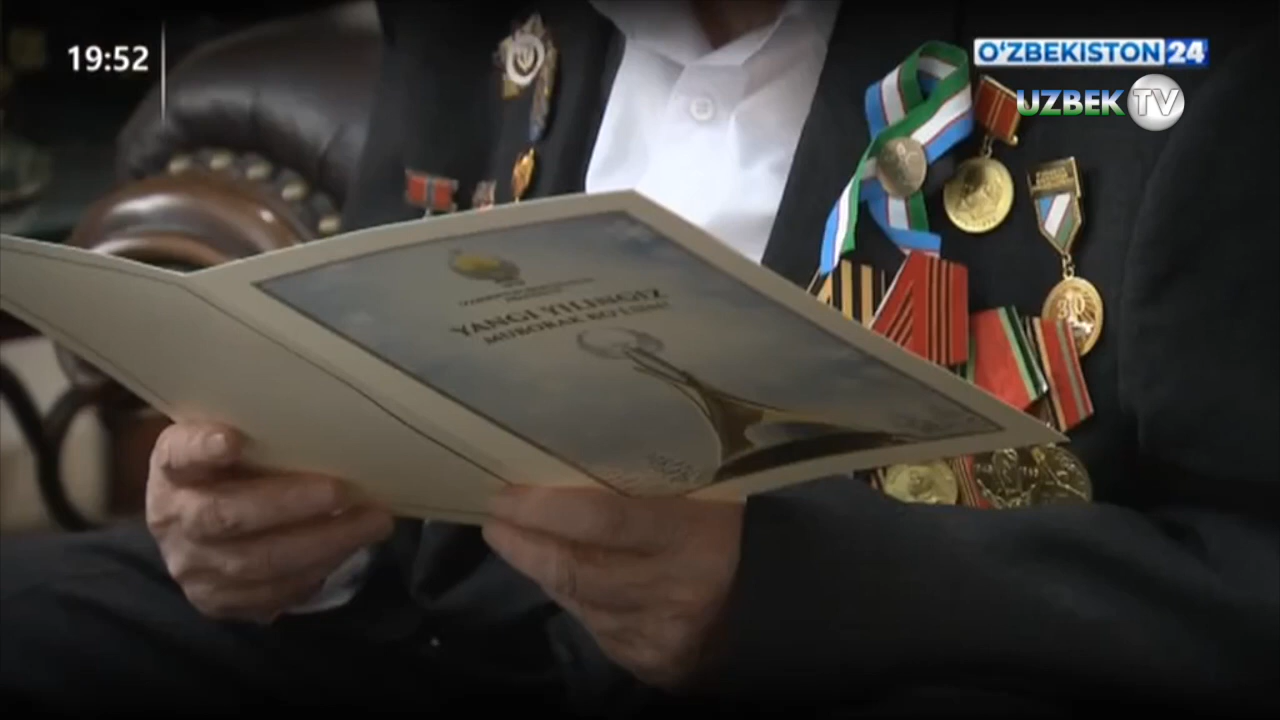 19:52
O'ZBEKISTON 24
UZBEK TV
YANGI YILINGIZ
MUBORAK BO'LSIN!
30